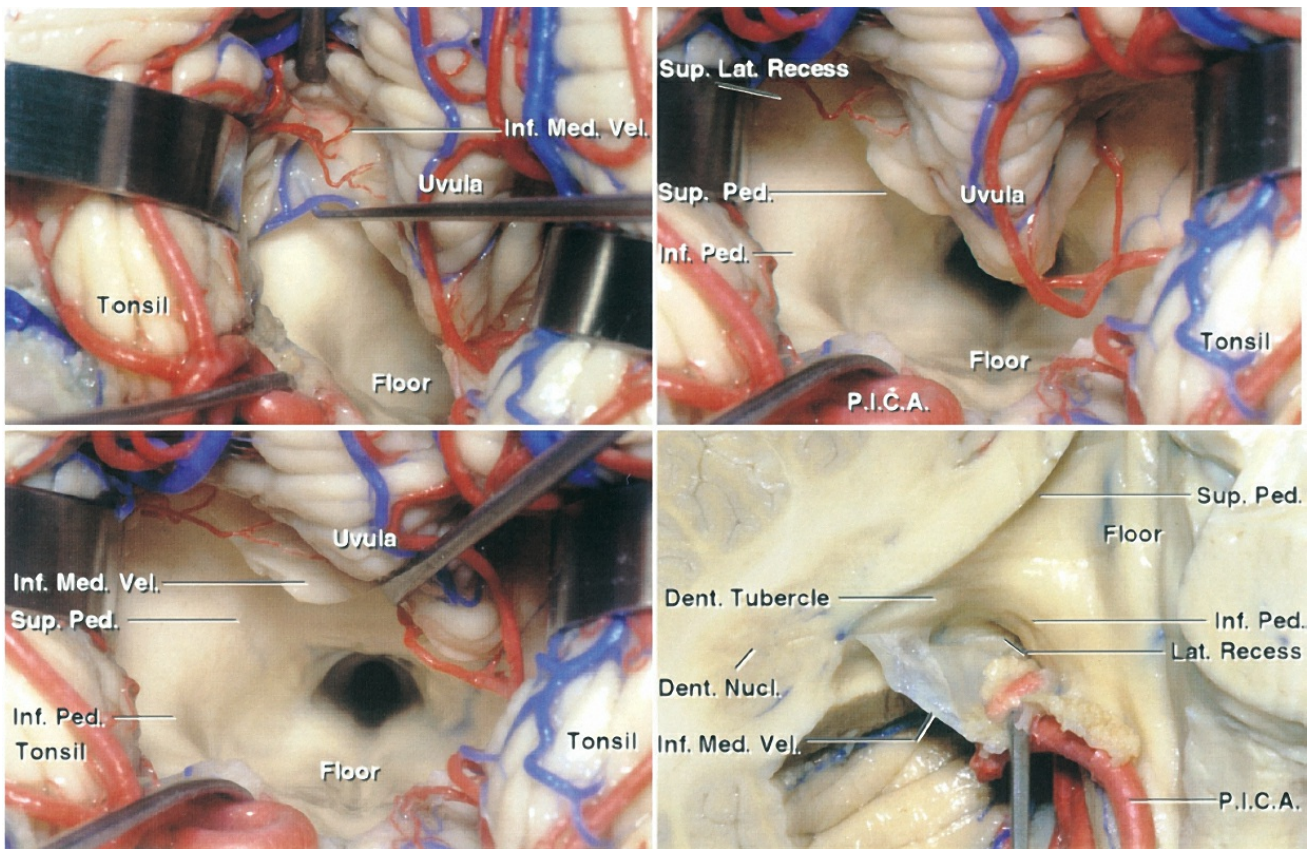 Inf. Med. Vel.
Uvula
Tonsil
Floor
Sup. Lat. Recess
Sup. Ped.
Uvula
Inf. Ped.
Tonsil
Floor
P.I.C.A.
Uvula
Inf. Med. Vel.
Sup. Ped.
Inf. Ped.
Tonsil
Tonsil
Floor
Sup. Ped.
Floor
Dent. Tubercle
Inf. Ped.
Lat. Recess
Dent. Nucl.
Inf. Med. Vel.
P.I.C.A.